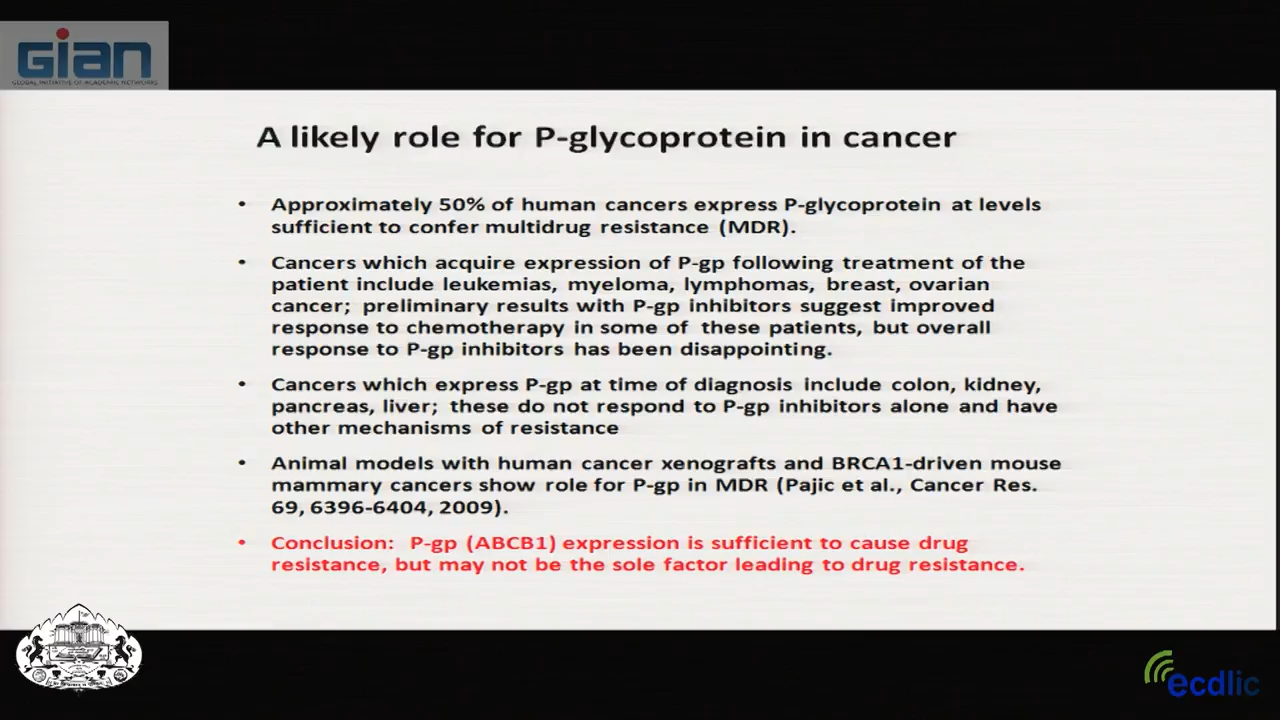 GIAN
GLOBAL INITIATIVE OF ACADEMIC NETWORKS
A likely role for P-glycoprotein in cancer
• Approximately 50% of human cancers express P-glycoprotein at levels
sufficient to confer multidrug resistance (MDR).
• Cancers which acquire expression of P-gp following treatment of the
patient include leukemias, myeloma, lymphomas, breast, ovarian
cancer; preliminary results with P-gp inhibitors suggest improved
response to chemotherapy in some of these patients, but overall
response to P-gp inhibitors has been disappointing.
• Cancers which express P-gp at time of diagnosis include colon, kidney,
pancreas, liver; these do not respond to P-gp inhibitors alone and have
other mechanisms of resistance
• Animal models with human cancer xenografts and BRCA1-driven mouse
mammary cancers show role for P-gp in MDR (Pajic et al., Cancer Res.
69, 6396-6404, 2009).
• Conclusion: P-gp (ABCB1) expression is sufficient to cause drug
resistance, but may not be the sole factor leading to drug resistance.
ecdlic